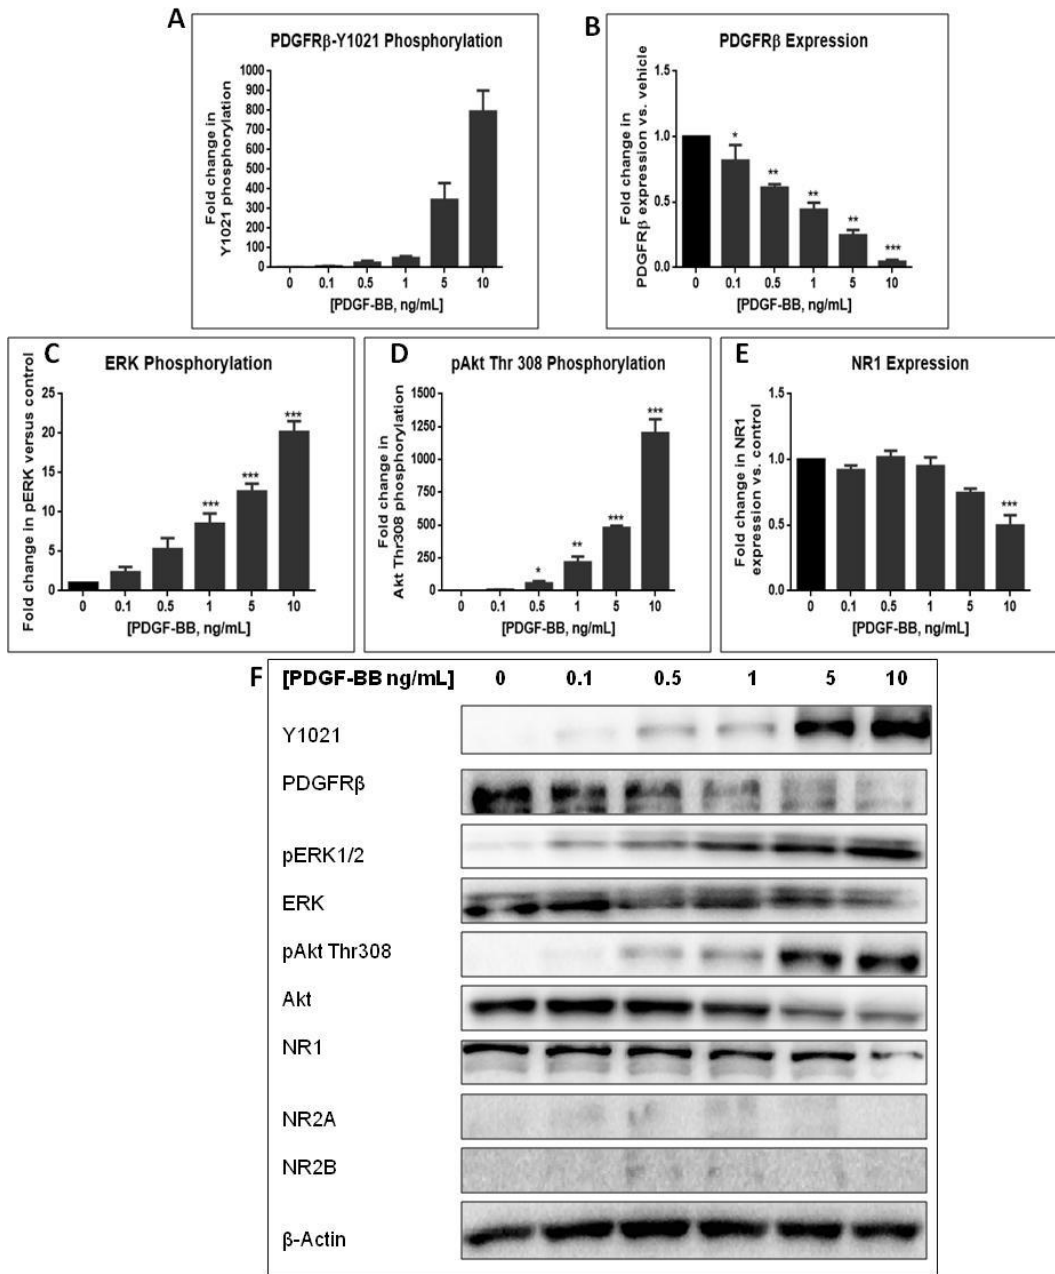 A
PDGFRβ-Y1021 Phosphorylation
Fold change in
Y1021 phosphorylation
1000
900
800
700
600
500
400
300
200
100
0
0 0.1 0.5 1 5 10
[PDGF-BB, ng/mL]
B
PDGFRβ Expression
Fold change in
PDGFRβ expression vs. vehicle
1.5
1.0
0.5
0.0
* ** ** ** ***
0 0.1 0.5 1 5 10
[PDGF-BB, ng/mL]
C
ERK Phosphorylation
Fold change in pERK versus control
25
20
15
10
5
0
*** *** ***
0 0.1 0.5 1 5 10
[PDGF-BB, ng/mL]
D
pAkt Thr 308 Phosphorylation
Fold change in
Akt Thr308 phosphorylation
1500
1250
1000
750
500
250
0
* ** *** ***
0 0.1 0.5 1 5 10
[PDGF-BB, ng/mL]
E
NR1 Expression
Fold change in NR1
expression vs. control
1.5
1.0
0.5
0.0
***
0 0.1 0.5 1 5 10
[PDGF-BB, ng/mL]
F
[PDGF-BB ng/mL] 0 0.1 0.5 1 5 10
Y1021
PDGFRβ
pERK1/2
ERK
pAkt Thr308
Akt
NR1
NR2A
NR2B
β-Actin